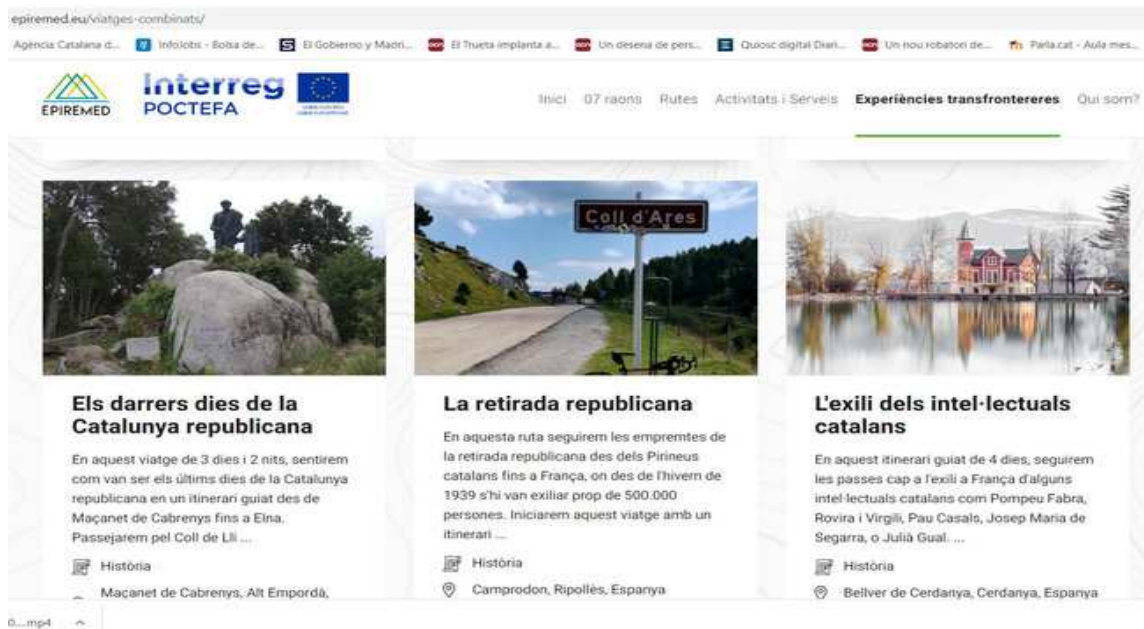 epiremed.eu/viatges-combinats/
Agència Catalana d... InfoJobs - Bolsa de... El Gobierno y Madri... El Trueta implanta a... Un desena de pers... Quiosc digital Diari... Un nou robatori de... Parla.cat - Aula mes...
EPIREMED
Interreg
POCTEFA
Inici 07 raons Rutes Activitats i Serveis Experiències transfrontereres Qui som?
Coll d'Ares
Els darrers dies de la
Catalunya republicana
En aquest viatge de 3 dies i 2 nits, sentirem
com van ser els últims dies de la Catalunya
republicana en un itinerari guiat des de
Maçanet de Cabrenys fins a Elna.
Passejarem pel Coll de Lli ...
Història
Maçanet de Cabrenys, Alt Empordà,
La retirada republicana
En aquesta ruta seguirem les empremtes de
la retirada republicana des dels Pirineus
catalans fins a França, on des de l'hivern de
1939 s'hi van exiliar prop de 500.000
persones. Iniciarem aquest viatge amb un
itinerari ...
Història
Camprodon, Ripollès, Espanya
L'exili dels intel·lectuals
catalans
En aquest itinerari guiat de 4 dies, seguirem
les passes cap a l'exili a França d'alguns
intel·lectuals catalans com Pompeu Fabra,
Rovira i Virgili, Pau Casals, Josep Maria de
Segarra, o Julià Gual. ...
Història
Bellver de Cerdanya, Cerdanya, Espanya
0....mp4